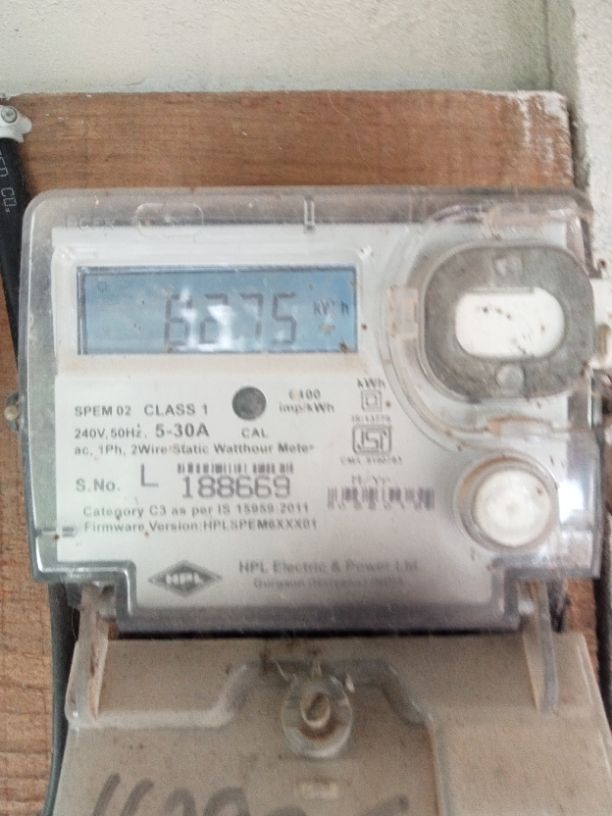 6275 kWh
6400
SPEM 02 CLASS 1
imp/kWh
kWh
240V, 50Hz, 5-30A CAL
ac, 1Ph, 2Wire Static Watthour Meter
S.No. L 188669
Category C3 as per IS 15959 2011
Firmware Version:HPLSPEM6XXX01
HPL
HPL Electric & Power Ltd.